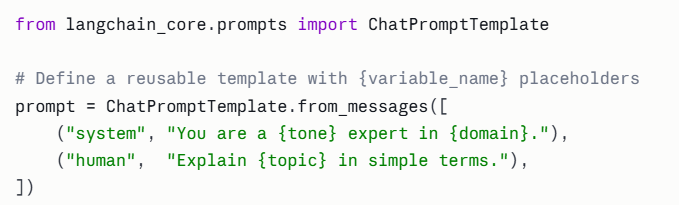 from langchain_core.prompts import ChatPromptTemplate

# Define a reusable template with {variable_name} placeholders
prompt = ChatPromptTemplate.from_messages([
    ("system", "You are a {tone} expert in {domain}."),
    ("human",  "Explain {topic} in simple terms."),
])